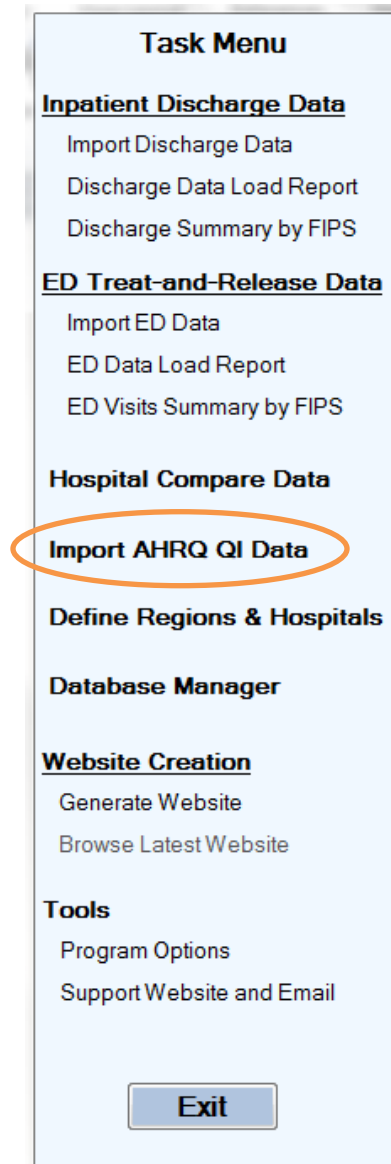 Task Menu
Inpatient Discharge Data
Import Discharge Data
Discharge Data Load Report
Discharge Summary by FIPS
ED Treat-and-Release Data
Import ED Data
ED Data Load Report
ED Visits Summary by FIPS
Hospital Compare Data
Import AHRQ QI Data
Define Regions & Hospitals
Database Manager
Website Creation
Generate Website
Browse Latest Website
Tools
Program Options
Support Website and Email
Exit